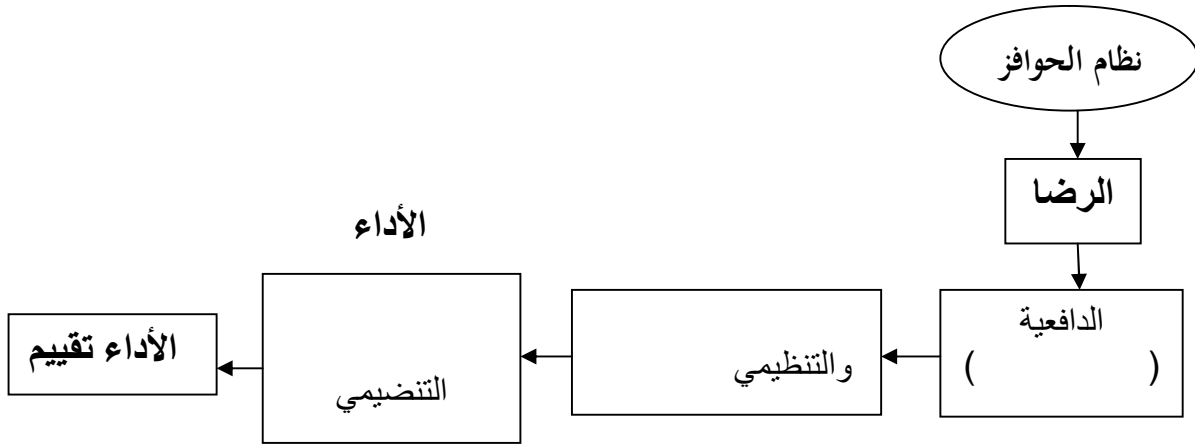 نظام الحوافز
الرضا
الدافعية
( )
والتنظيمي
الأداء
التنضيمي
الأداء تقييم